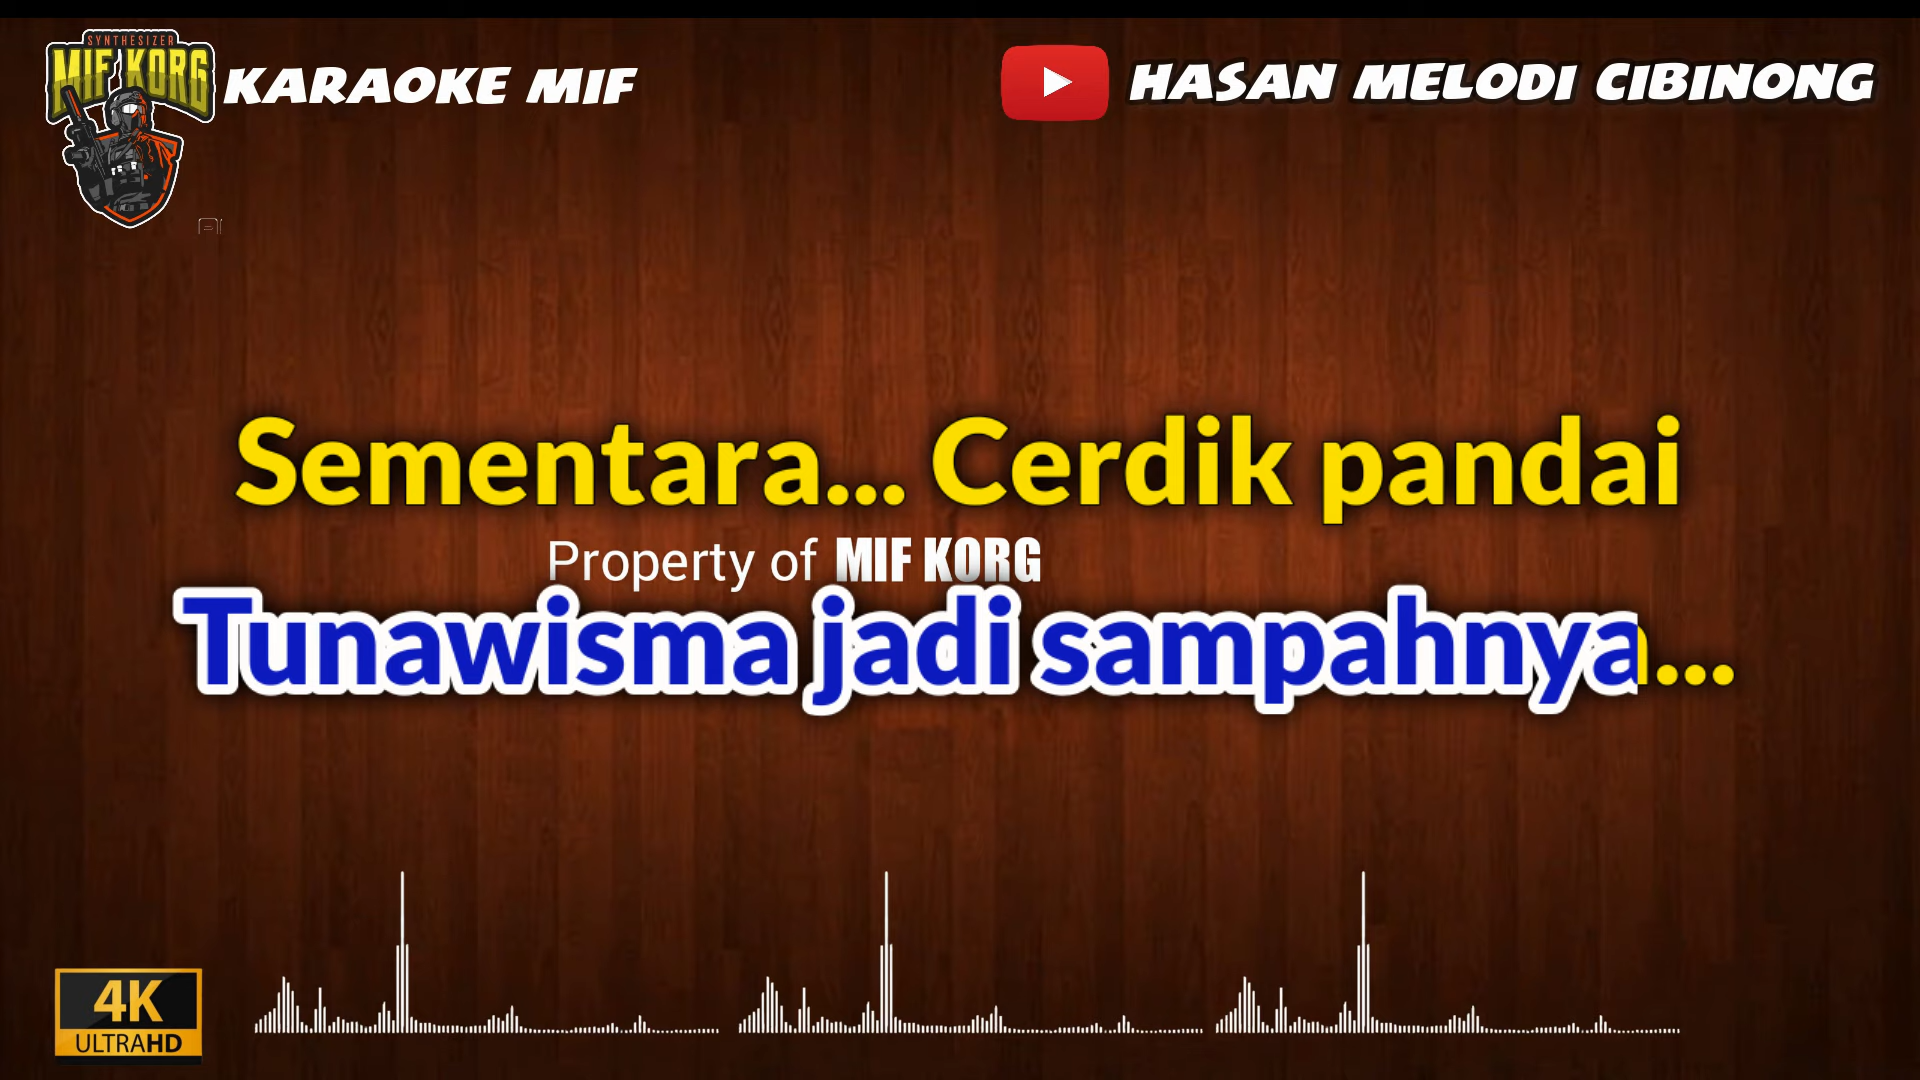 SYNTHESIZER
MIF KORG
KARAOKE MIF
HASAN MELODI CIBINONG
Sementara... Cerdik pandai
Property of MIF KORG
Tunawisma jadi sampahnya...
4K
ULTRAHD